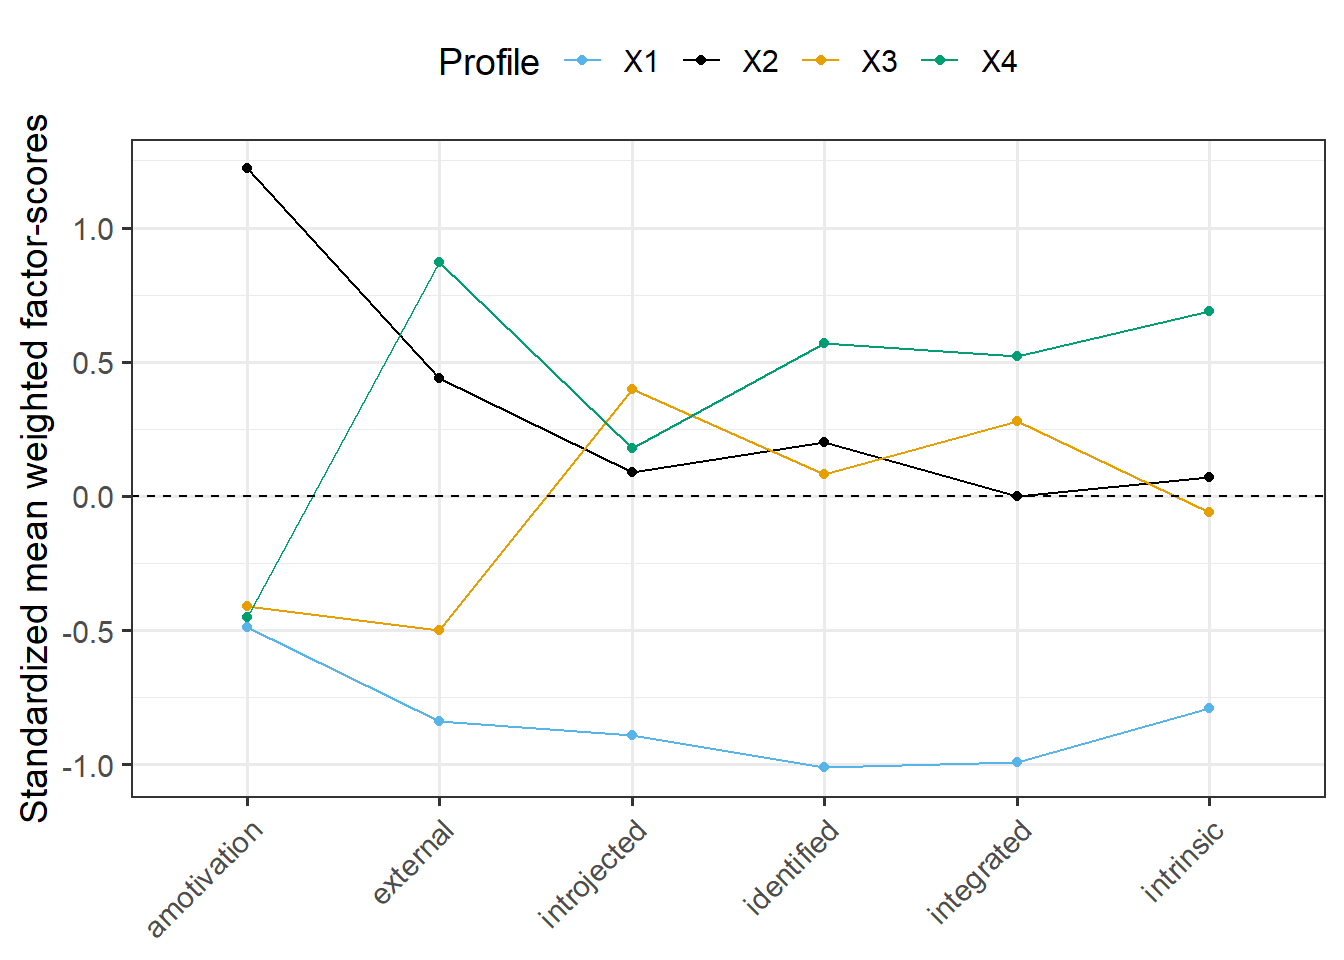 Profile X1 X2 X3 X4
Standardized mean weighted factor-scores
1.0
0.5
0.0
-0.5
-1.0
amotivation
external
introjected
identified
integrated
intrinsic